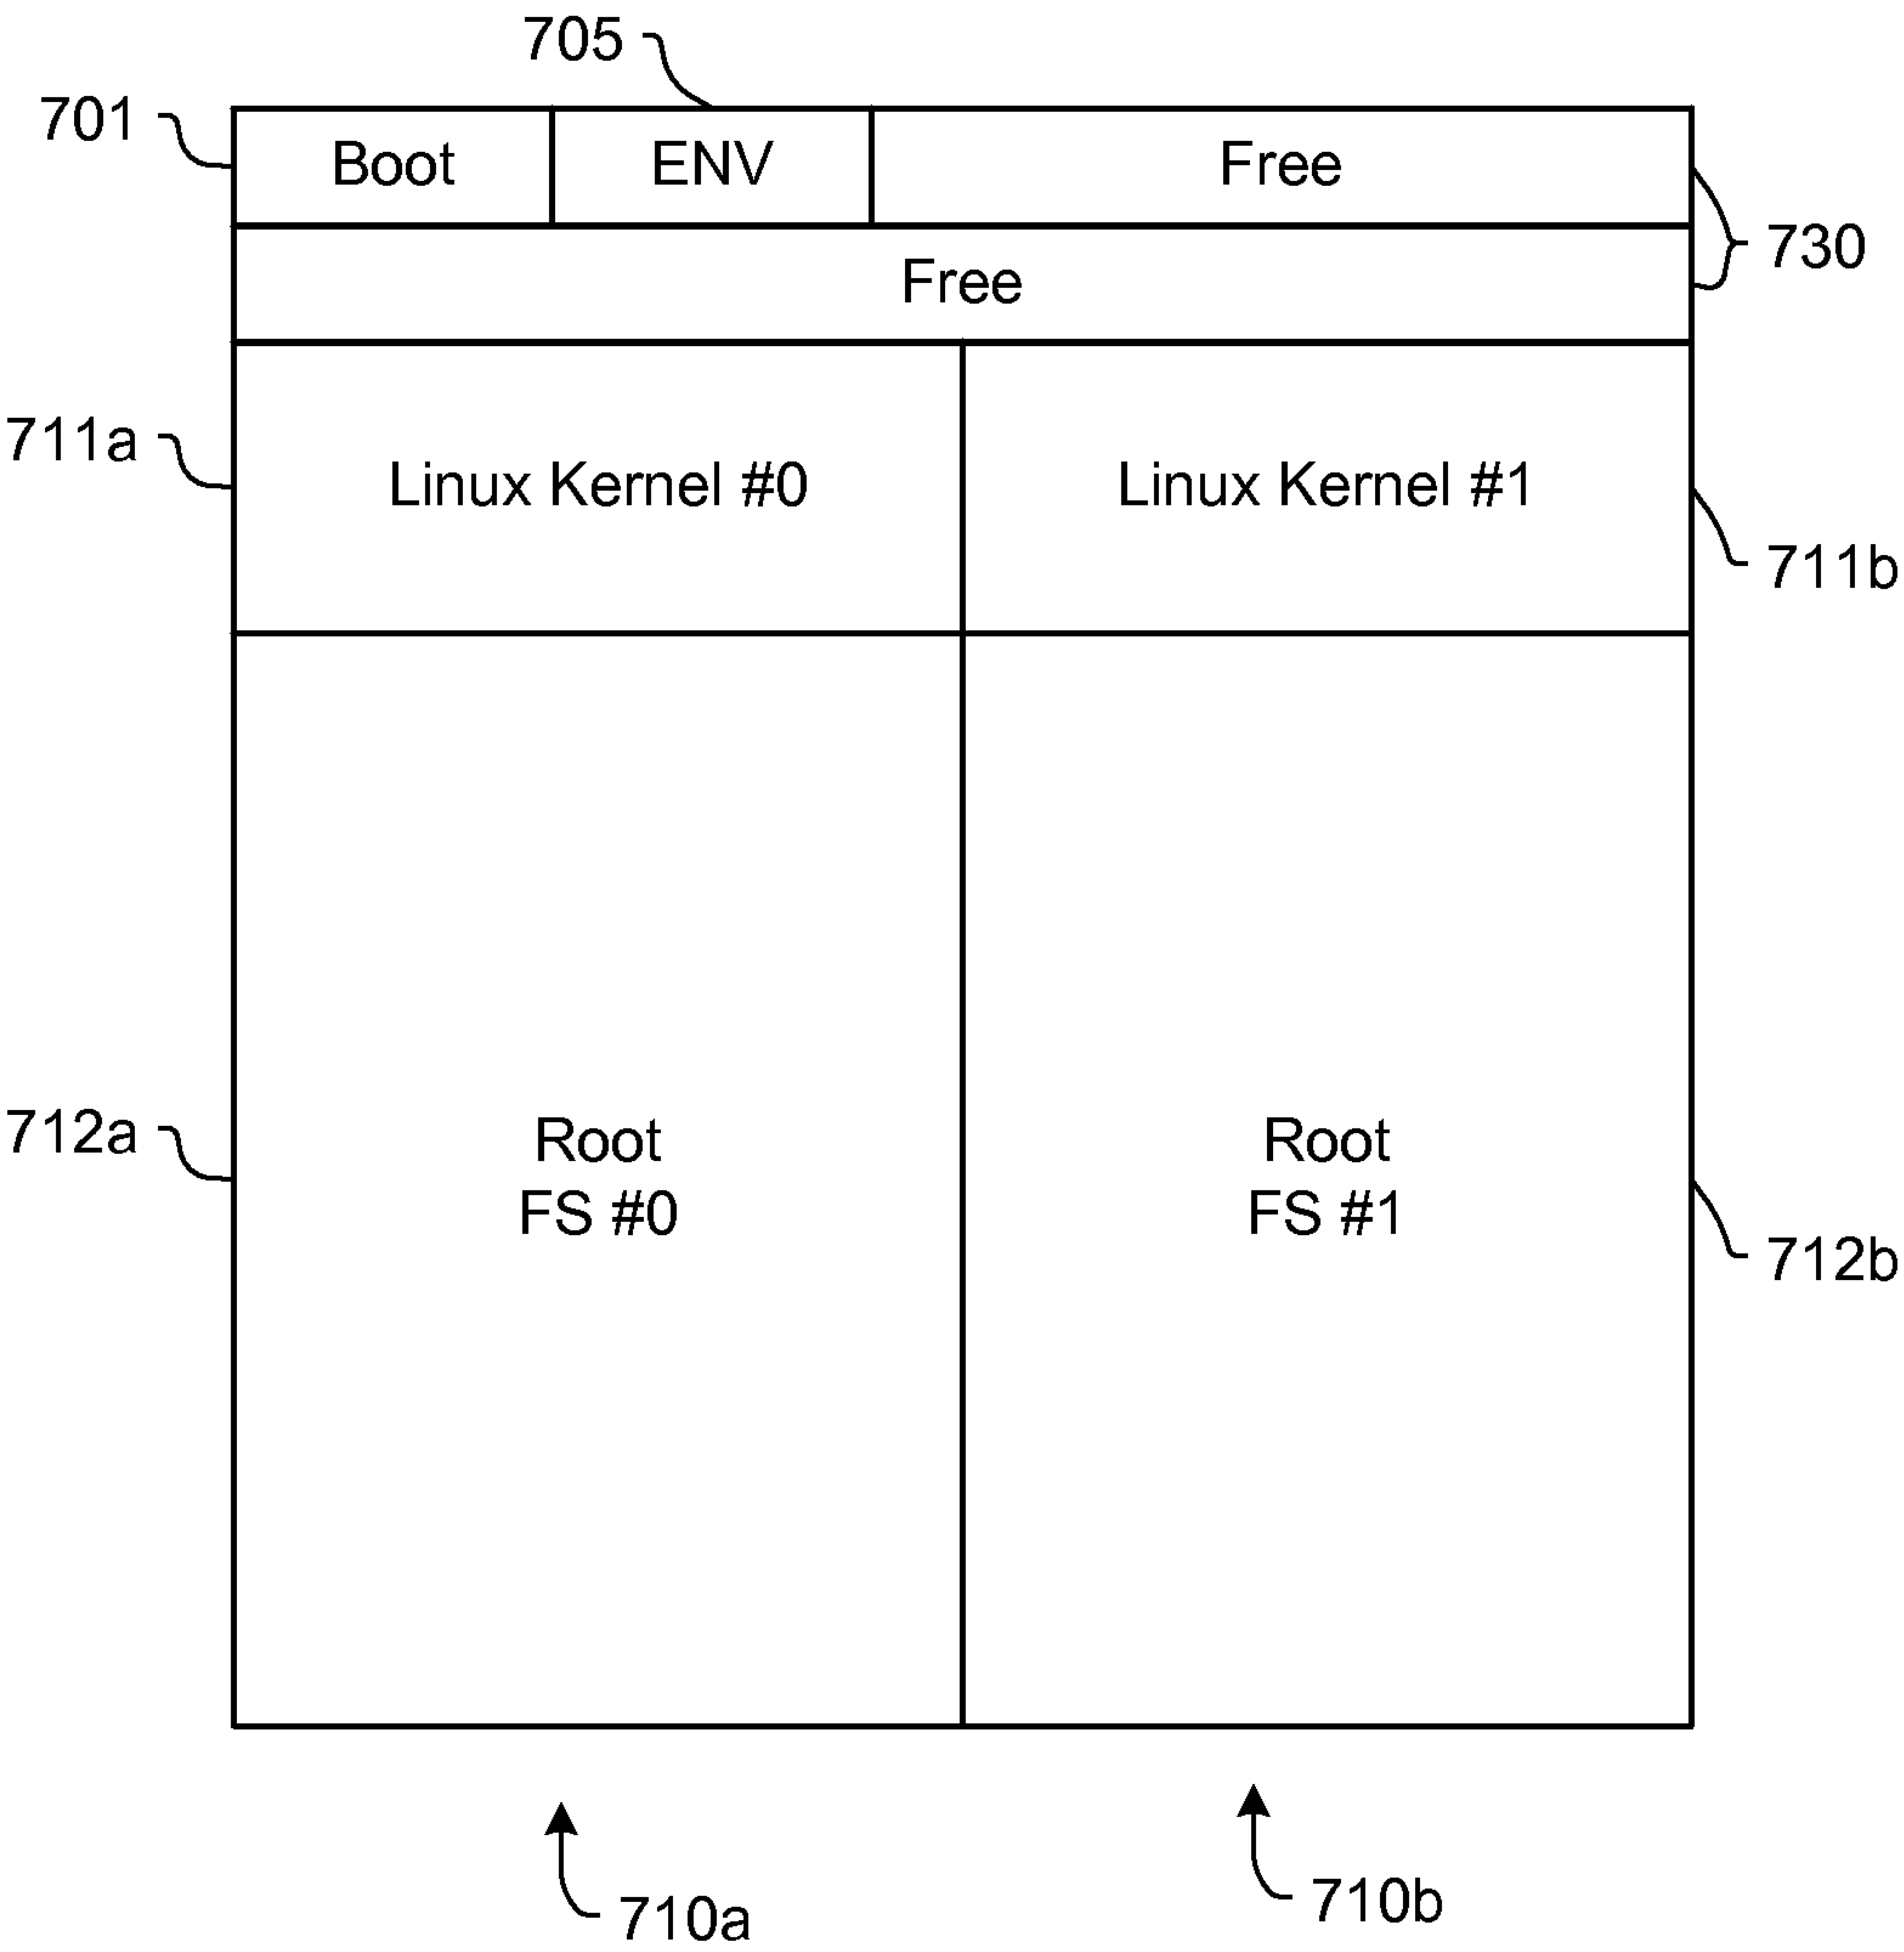 705
701
Boot
ENV
Free
730
Free
711a
Linux Kernel #0
Linux Kernel #1
711b
712a
Root
FS #0
Root
FS #1
712b
710a
710b